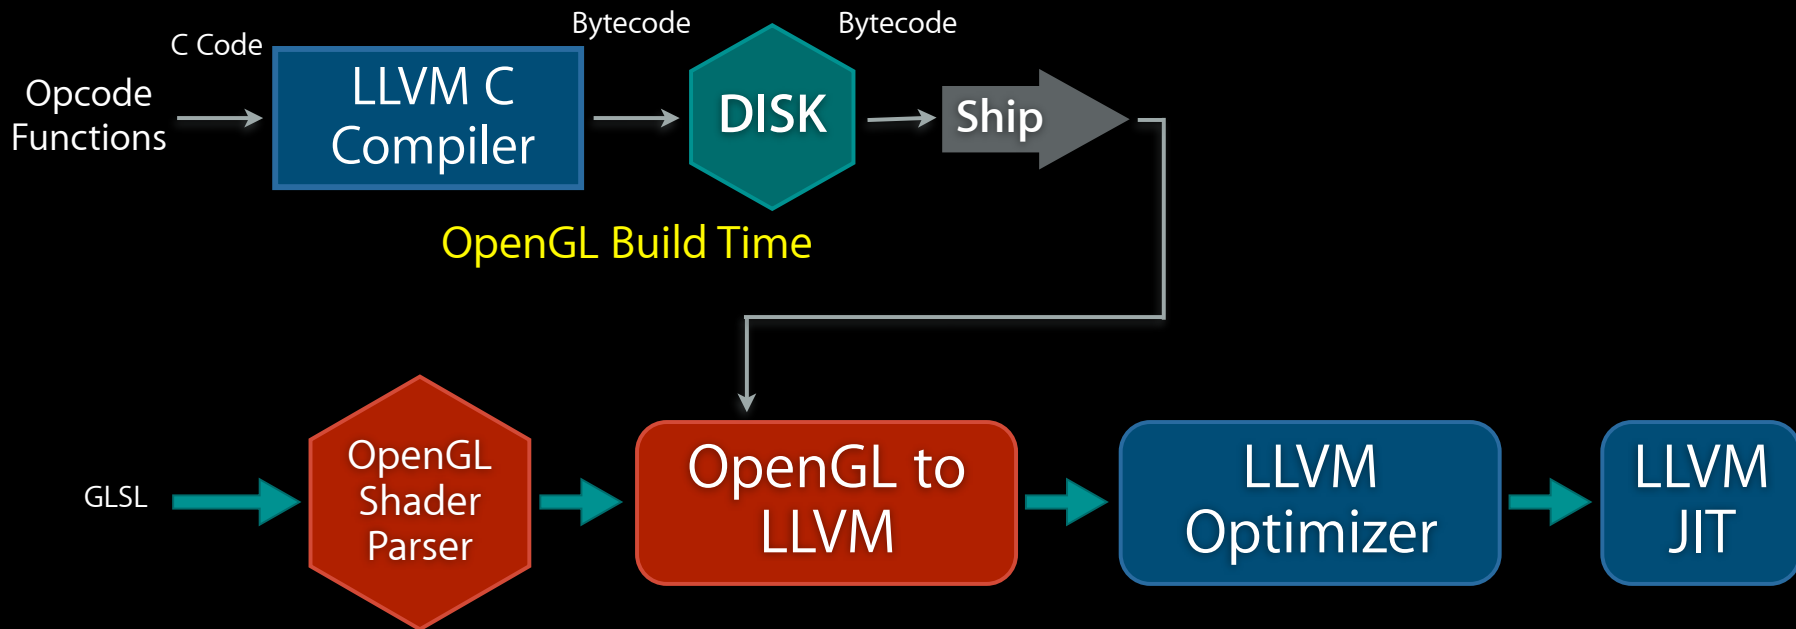 C Code
Bytecode
Bytecode
Opcode
Functions
LLVM C
Compiler
DISK
Ship
OpenGL Build Time
GLSL
OpenGL
Shader
Parser
OpenGL to
LLVM
LLVM
Optimizer
LLVM
JIT